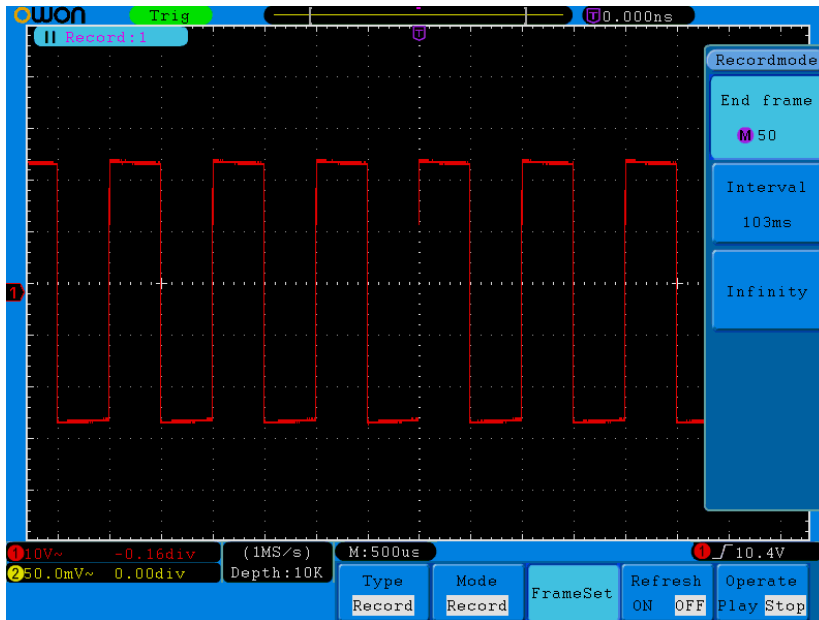 OWON Trig T 0.000ns
Record:1
T
Recordmode
End frame
M 50
Interval
103ms
Infinity
1
1 10V~ -0.16div (1MS/s) M:500us 1 10.4V
2 50.0mV~ 0.00div Depth:10K
Type Mode FrameSet Refresh Operate
Record Record ON OFF Play Stop